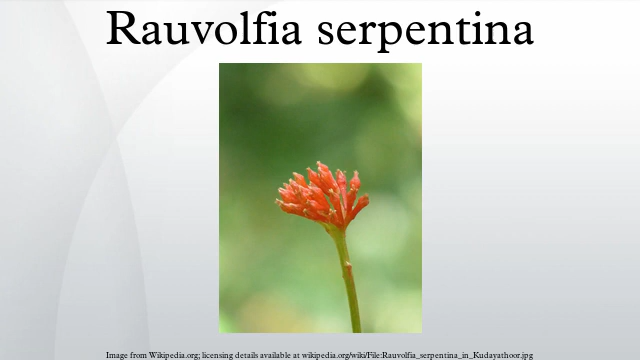 Rauvolfia serpentina
Image from Wikipedia.org; licensing details available at wikipedia.org/wiki/File:Rauvolfia_serpentina_in_Kudayathoor.jpg